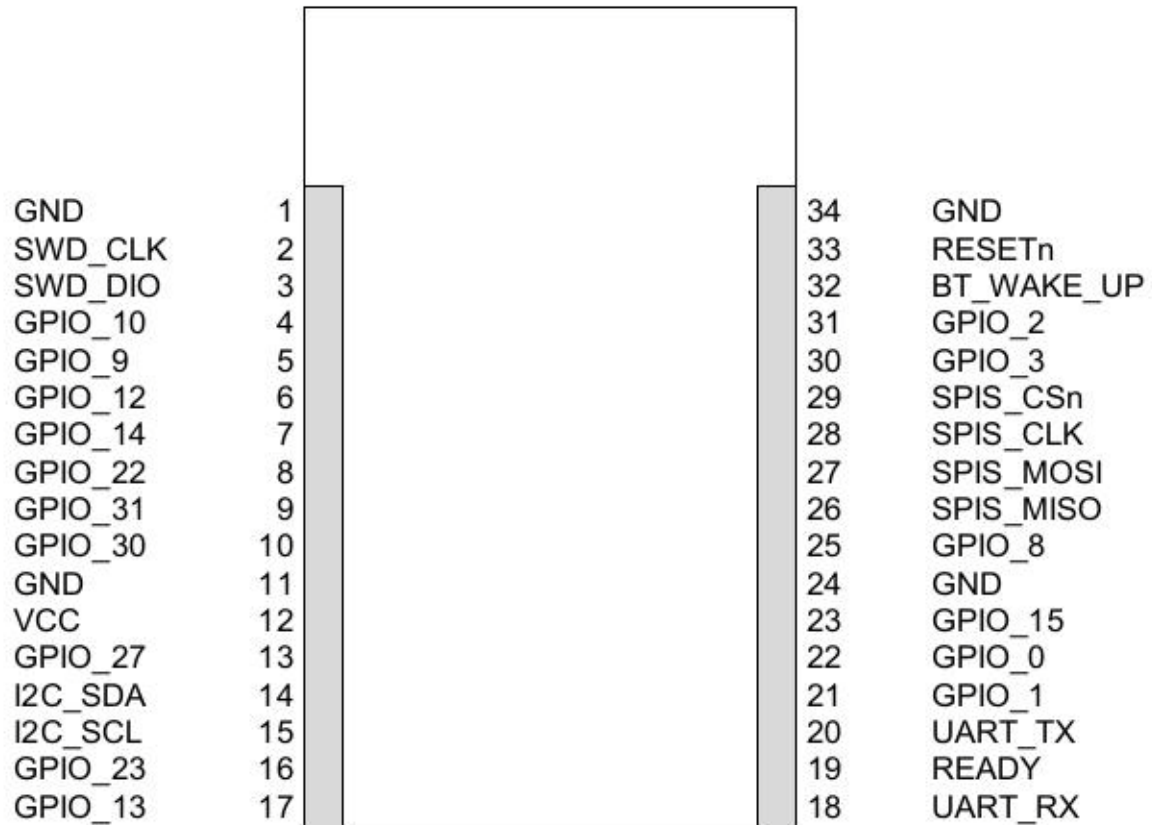 GND 1 34 GND
SWD_CLK 2 33 RESETn
SWD_DIO 3 32 BT_WAKE_UP
GPIO_10 4 31 GPIO_2
GPIO_9 5 30 GPIO_3
GPIO_12 6 29 SPIS_CSn
GPIO_14 7 28 SPIS_CLK
GPIO_22 8 27 SPIS_MOSI
GPIO_31 9 26 SPIS_MISO
GPIO_30 10 25 GPIO_8
GND 11 24 GND
VCC 12 23 GPIO_15
GPIO_27 13 22 GPIO_0
I2C_SDA 14 21 GPIO_1
I2C_SCL 15 20 UART_TX
GPIO_23 16 19 READY
GPIO_13 17 18 UART_RX